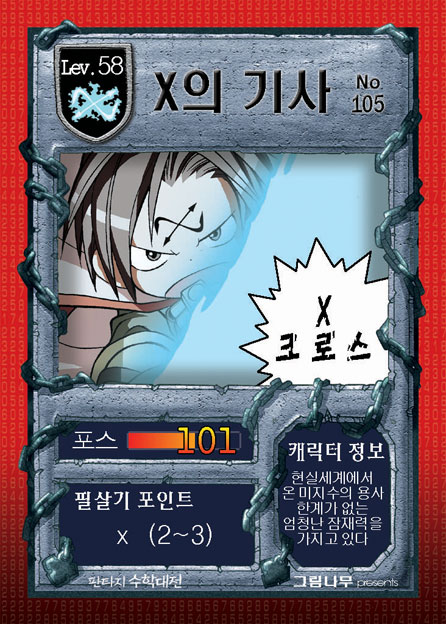 Lev. 58
X의 기사
No
105
X
크로스
포스 101
필살기 포인트
x (2~3)
캐릭터 정보
현실세계에서
온 미지수의 용사
한계가 없는
엄청난 잠재력을
가지고 있다
판타지 수학대전
그림나무 presents